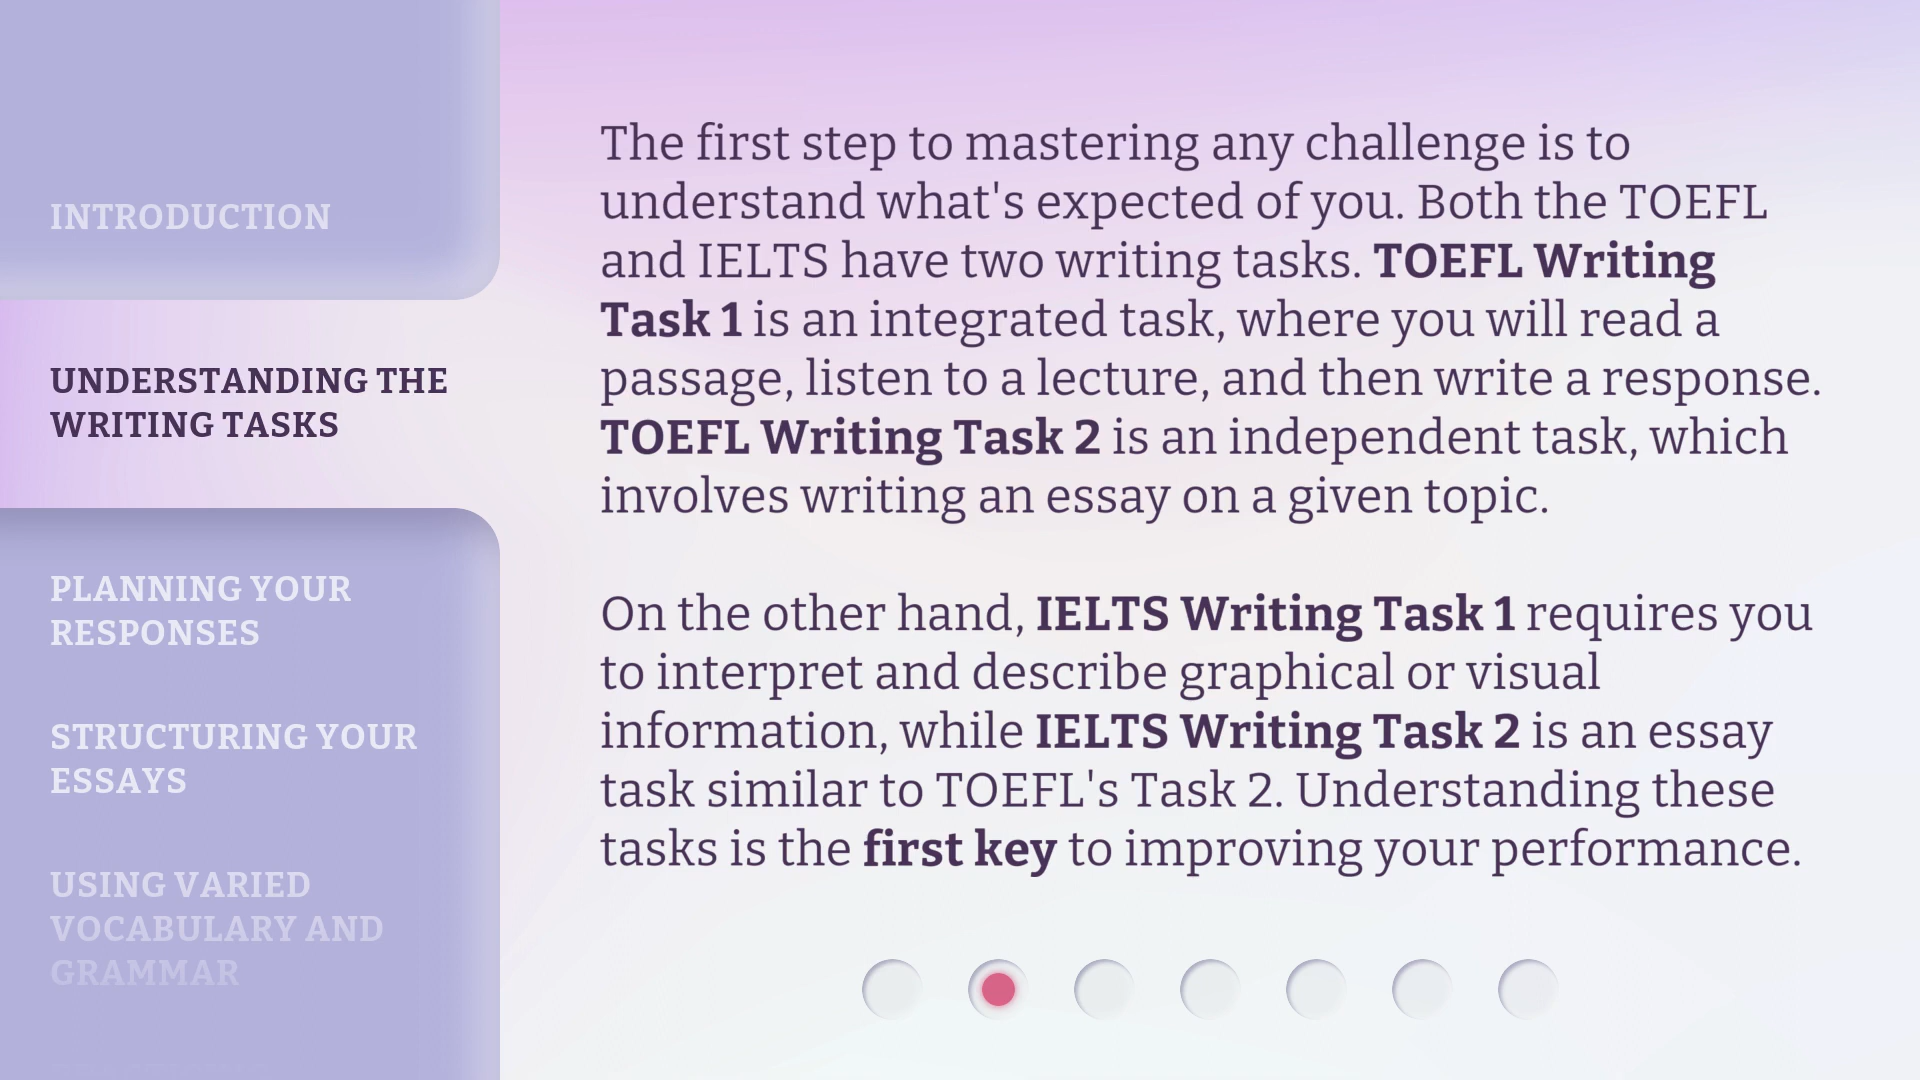 INTRODUCTION
UNDERSTANDING THE
WRITING TASKS
PLANNING YOUR
RESPONSES
STRUCTURING YOUR
ESSAYS
USING VARIED
VOCABULARY AND
GRAMMAR
The first step to mastering any challenge is to
understand what's expected of you. Both the TOEFL
and IELTS have two writing tasks. TOEFL Writing
Task 1 is an integrated task, where you will read a
passage, listen to a lecture, and then write a response.
TOEFL Writing Task 2 is an independent task, which
involves writing an essay on a given topic.
On the other hand, IELTS Writing Task 1 requires you
to interpret and describe graphical or visual
information, while IELTS Writing Task 2 is an essay
task similar to TOEFL's Task 2. Understanding these
tasks is the first key to improving your performance.